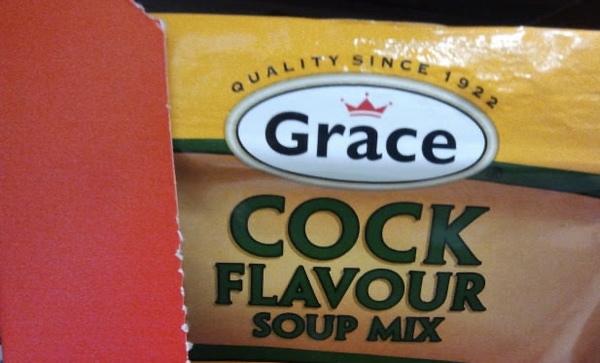 QUALITY SINCE 1922
Grace
COCK
FLAVOUR
SOUP MIX